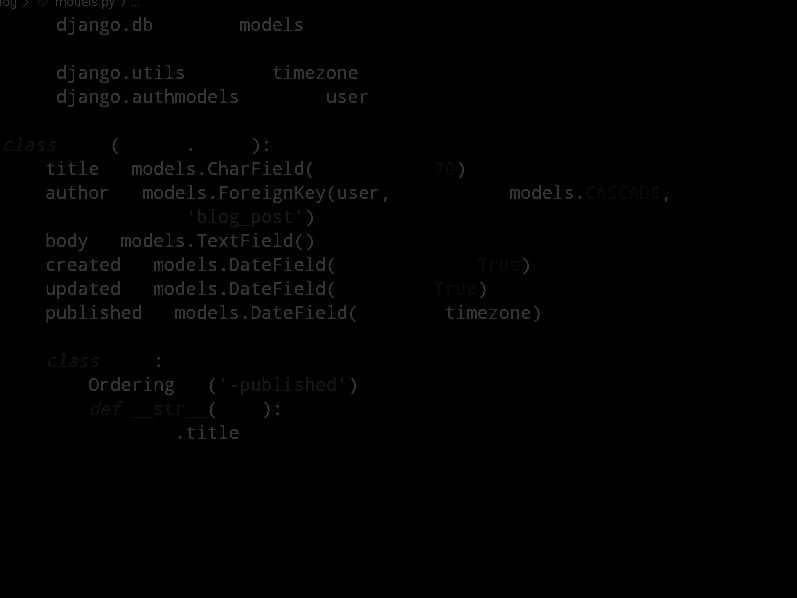 models.py > ...
django.db models
django.utils timezone
django.authmodels user
class ( . ):
title models.CharField( 70)
author models.ForeignKey(user, models.CASCADE,
'blog_post')
body models.TextField()
created models.DateField( True)
updated models.DateField( True)
published models.DateField( timezone)
class :
Ordering ('-published')
def __str__( ):
.title